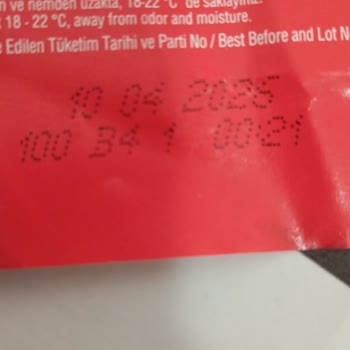 ve nemden uzakta, 18-22 °C' de saklayınız.
18 - 22 °C, away from odor and moisture.
Edilen Tüketim Tarihi ve Parti No / Best Before and Lot N
10 04 2025
100 B4 1 00:21